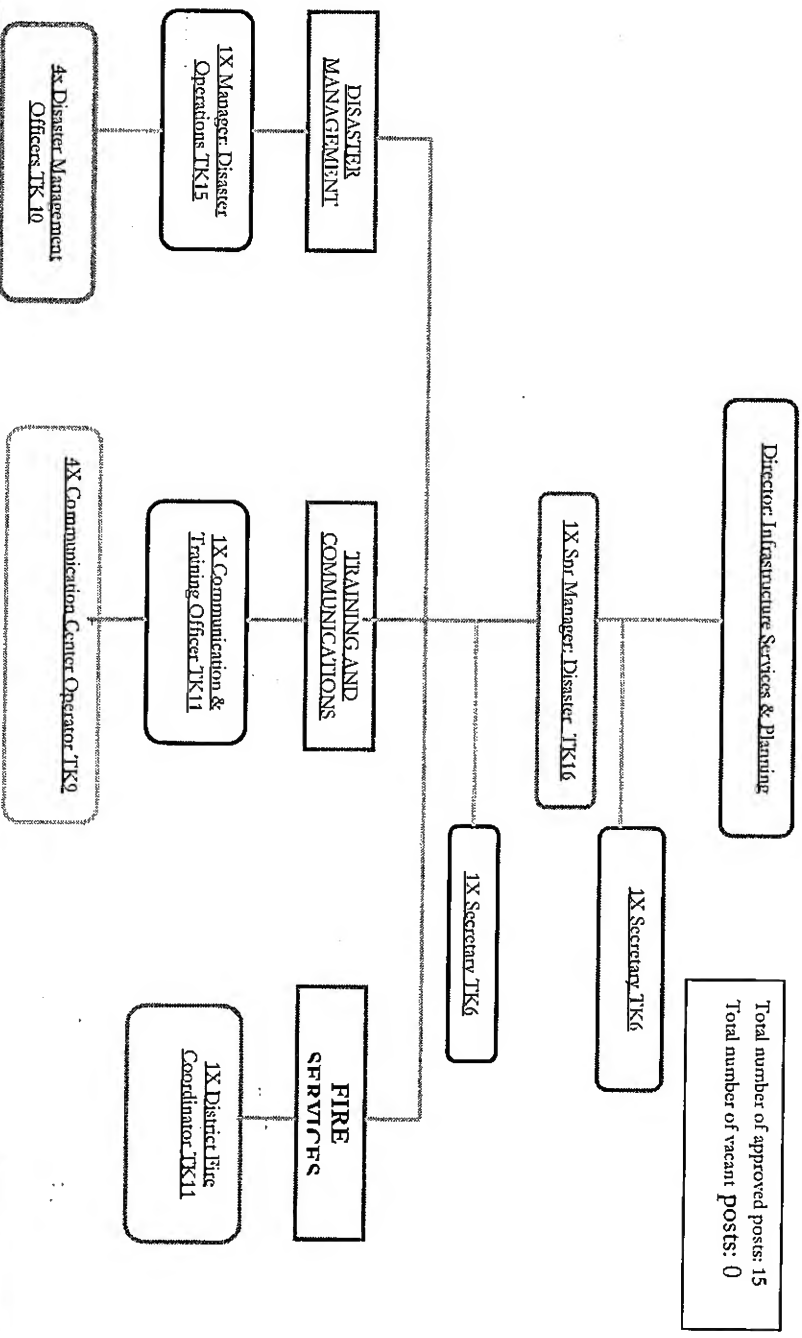 Total number of approved posts: 15
Total number of vacant posts: 0
Director: Infrastructure Services & Planning
1X Secretary TK6
1X Snr Manager: Disaster TK16
1X Secretary TK6
DISASTER
MANAGEMENT
1X Manager: Disaster
Operations TK15
4x Disaster Management
Officers TK 10
TRAINING AND
COMMUNICATIONS
1X Communication &
Training Officer TK11
4X Communication Center Operator TK9
FIRE
SERVICES
1X District Fire
Coordinator TK11